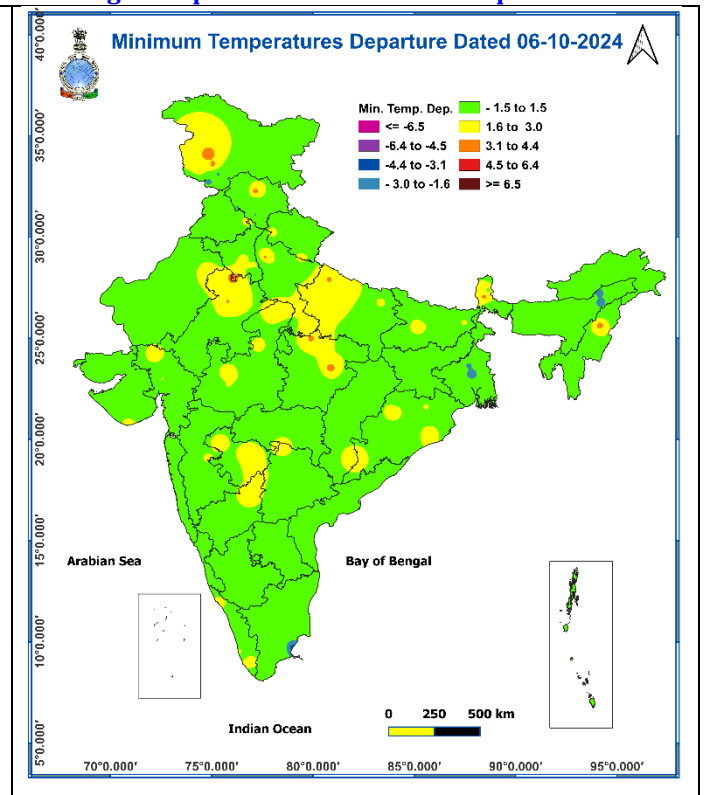 Minimum Temperatures Departure Dated 06-10-2024
Min. Temp. Dep.
<= -6.5
-6.4 to -4.5
-4.4 to -3.1
- 3.0 to -1.6
- 1.5 to 1.5
1.6 to 3.0
3.1 to 4.4
4.5 to 6.4
>= 6.5
40°0.000'
35°0.000'
30°0.000'
25°0.000'
20°0.000'
15°0.000'
10°0.000'
5°0.000'
Arabian Sea
Bay of Bengal
Indian Ocean
0 250 500 km
70°0.000' 75°0.000' 80°0.000' 85°0.000' 90°0.000' 95°0.000'